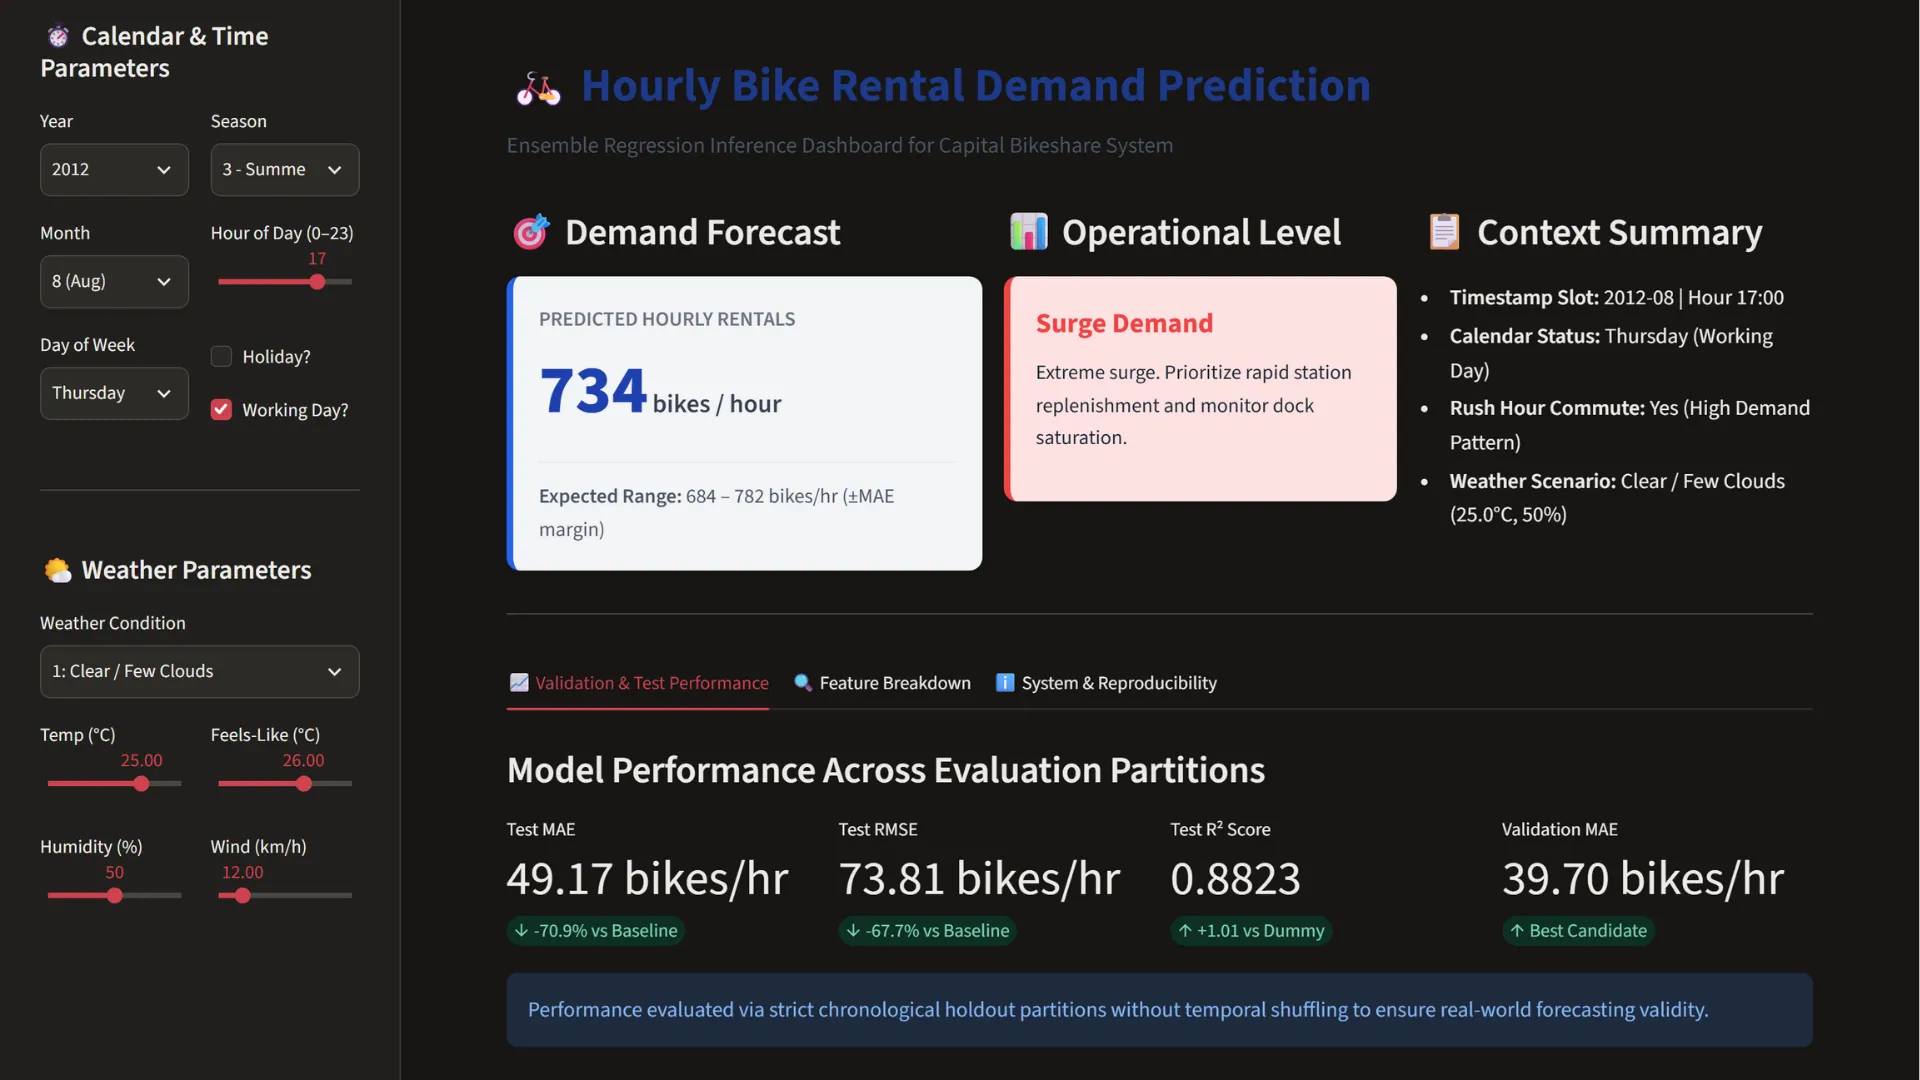 Calendar & Time
Parameters
Year
Season
2012
3 - Summe
Month
Hour of Day (0–23)
17
8 (Aug)
Day of Week
Holiday?
Thursday
Working Day?
Weather Parameters
Weather Condition
1: Clear / Few Clouds
Temp (°C)
Feels-Like (°C)
25.00
26.00
Humidity (%)
Wind (km/h)
50
12.00
Hourly Bike Rental Demand Prediction
Ensemble Regression Inference Dashboard for Capital Bikeshare System
Demand Forecast
PREDICTED HOURLY RENTALS
734 bikes / hour
Expected Range: 684 – 782 bikes/hr (±MAE
margin)
Operational Level
Surge Demand
Extreme surge. Prioritize rapid station
replenishment and monitor dock
saturation.
Context Summary
• Timestamp Slot: 2012-08 | Hour 17:00
• Calendar Status: Thursday (Working
Day)
• Rush Hour Commute: Yes (High Demand
Pattern)
• Weather Scenario: Clear / Few Clouds
(25.0°C, 50%)
Validation & Test Performance
Feature Breakdown
System & Reproducibility
Model Performance Across Evaluation Partitions
Test MAE
49.17 bikes/hr
↓ -70.9% vs Baseline
Test RMSE
73.81 bikes/hr
↓ -67.7% vs Baseline
Test R² Score
0.8823
↑ +1.01 vs Dummy
Validation MAE
39.70 bikes/hr
↑ Best Candidate
Performance evaluated via strict chronological holdout partitions without temporal shuffling to ensure real-world forecasting validity.